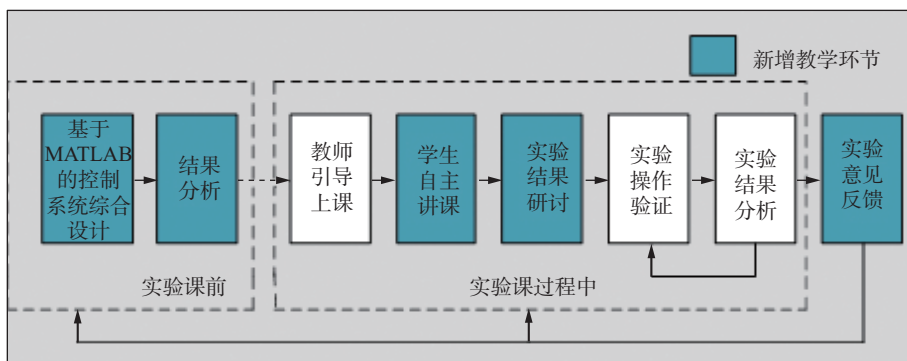 新增教学环节
基于
MATLAB
的控制
系统综合
设计
结果
分析
教师
引导
上课
学生
自主
讲课
实验
结果
研讨
实验
操作
验证
实验
结果
分析
实验
意见
反馈
实验课前
实验课过程中